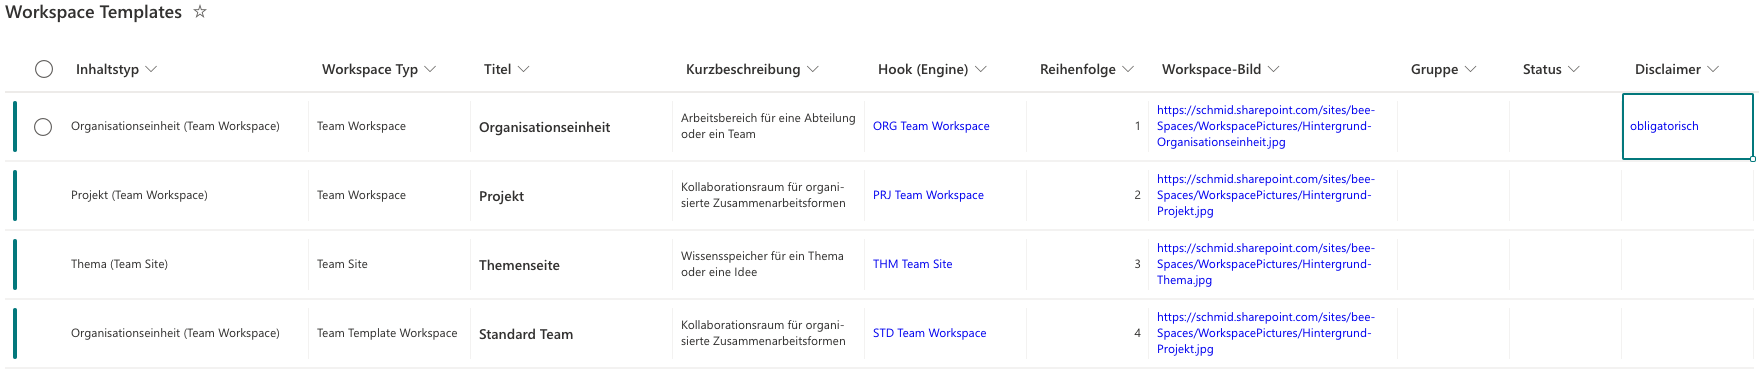 Workspace Templates
Inhaltstyp
Workspace Typ
Titel
Kurzbeschreibung
Hook (Engine)
Reihenfolge
Workspace-Bild
Gruppe
Status
Disclaimer
Organisationseinheit (Team Workspace)
Team Workspace
Organisationseinheit
Arbeitsbereich für eine Abteilung
oder ein Team
ORG Team Workspace
1
https://schmid.sharepoint.com/sites/bee-
Spaces/WorkspacePictures/Hintergrund-
Organisationseinheit.jpg
obligatorisch
Projekt (Team Workspace)
Team Workspace
Projekt
Kollaborationsraum für organi-
sierte Zusammenarbeitsformen
PRJ Team Workspace
2
https://schmid.sharepoint.com/sites/bee-
Spaces/WorkspacePictures/Hintergrund-
Projekt.jpg
Thema (Team Site)
Team Site
Themenseite
Wissensspeicher für ein Thema
oder eine Idee
THM Team Site
3
https://schmid.sharepoint.com/sites/bee-
Spaces/WorkspacePictures/Hintergrund-
Thema.jpg
Organisationseinheit (Team Workspace)
Team Template Workspace
Standard Team
Kollaborationsraum für organi-
sierte Zusammenarbeitsformen
STD Team Workspace
4
https://schmid.sharepoint.com/sites/bee-
Spaces/WorkspacePictures/Hintergrund-
Projekt.jpg